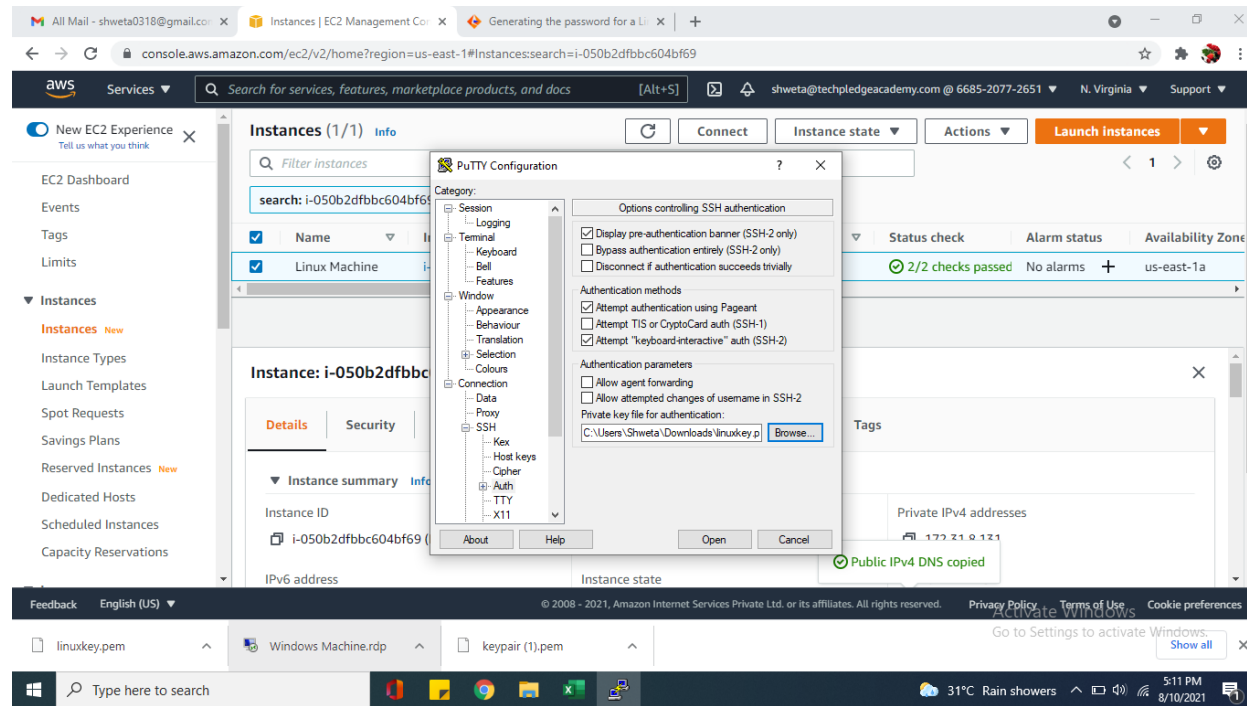 All Mail - shweta0318@gmail.com
Instances | EC2 Management Con
Generating the password for a Lin
console.aws.amazon.com/ec2/v2/home?region=us-east-1#Instances:search=i-050b2dfbbc604bf69
aws Services ▼ Search for services, features, marketplace products, and docs [Alt+S] shweta@techpledgeacademy.com @ 6685-2077-2651 ▼ N. Virginia ▼ Support ▼
New EC2 Experience
Tell us what you think
EC2 Dashboard
Events
Tags
Limits
Instances
Instances New
Instance Types
Launch Templates
Spot Requests
Savings Plans
Reserved Instances New
Dedicated Hosts
Scheduled Instances
Capacity Reservations
Instances (1/1) Info
Connect Instance state ▼ Actions ▼ Launch instances ▼
Filter instances
1
search: i-050b2dfbbc604bf69
Name Status check Alarm status Availability Zone
Linux Machine i- 2/2 checks passed No alarms + us-east-1a
Instance: i-050b2dfbbc
Details Security Tags
Instance summary Info
Instance ID
i-050b2dfbbc604bf69 (
Private IPv4 addresses
172.31.8.131
IPv6 address
Instance state
Public IPv4 DNS copied
PuTTY Configuration ? X
Category:
Session
Logging
Terminal
Keyboard
Bell
Features
Window
Appearance
Behaviour
Translation
Selection
Colours
Connection
Data
Proxy
SSH
Kex
Host keys
Cipher
Auth
TTY
X11
Options controlling SSH authentication
Display pre-authentication banner (SSH-2 only)
Bypass authentication entirely (SSH-2 only)
Disconnect if authentication succeeds trivially
Authentication methods
Attempt authentication using Pageant
Attempt TIS or CryptoCard auth (SSH-1)
Attempt "keyboard-interactive" auth (SSH-2)
Authentication parameters
Allow agent forwarding
Allow attempted changes of username in SSH-2
Private key file for authentication:
C:\Users\Shweta\Downloads\linuxkey.p Browse...
About Help Open Cancel
Feedback English (US) ▼ © 2008 - 2021, Amazon Internet Services Private Ltd. or its affiliates. All rights reserved. Privacy Policy Terms of Use Cookie preferences
Activate Windows
Go to Settings to activate Windows.
linuxkey.pem Windows Machine.rdp keypair (1).pem Show all
Type here to search
31°C Rain showers
5:11 PM
8/10/2021
1